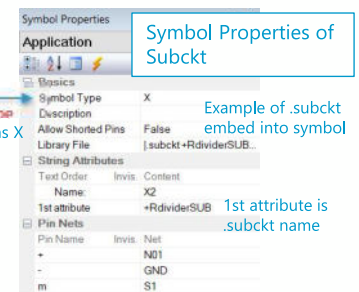 Symbol Properties
Application
Symbol Properties of
Subckt
Basics
Symbol Type X
Description
Allow Shorted Pins False
Library File |.subckt +RdividerSUB...
Example of .subckt
embed into symbol
as X
String Attributes
Text Order Invis. Content
Name: X2
1st attribute +RdividerSUB
1st attribute is
.subckt name
Pin Nets
Pin Name Invis. Net
+ N01
- GND
m S1